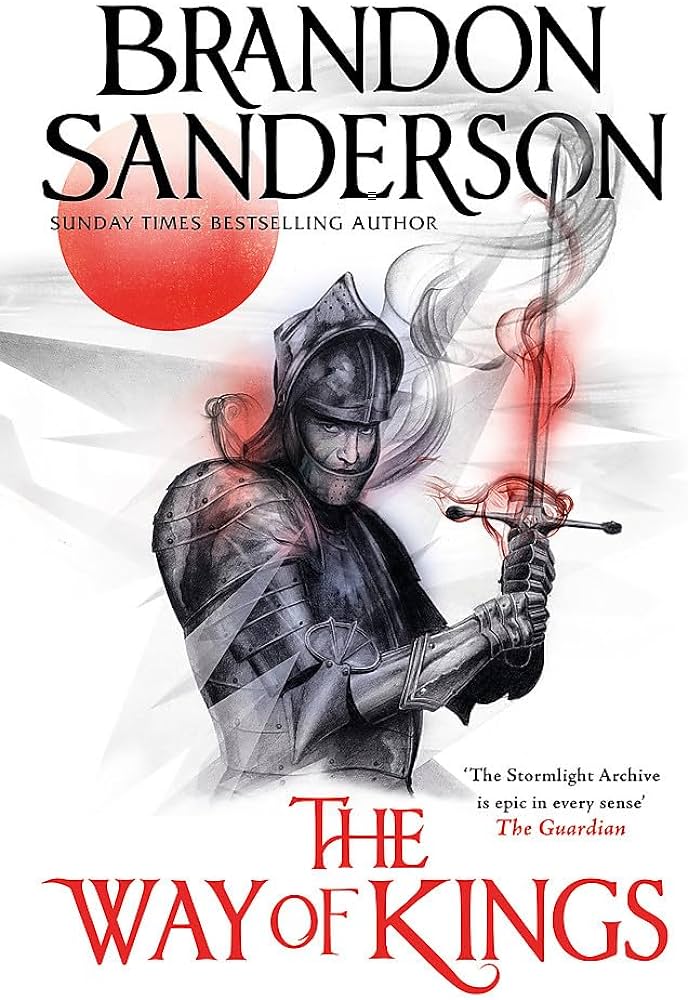 BRANDON
SANDERSON
SUNDAY TIMES BESTSELLING AUTHOR
‘The Stormlight Archive
is epic in every sense’
The Guardian
THE
WAY OF KINGS